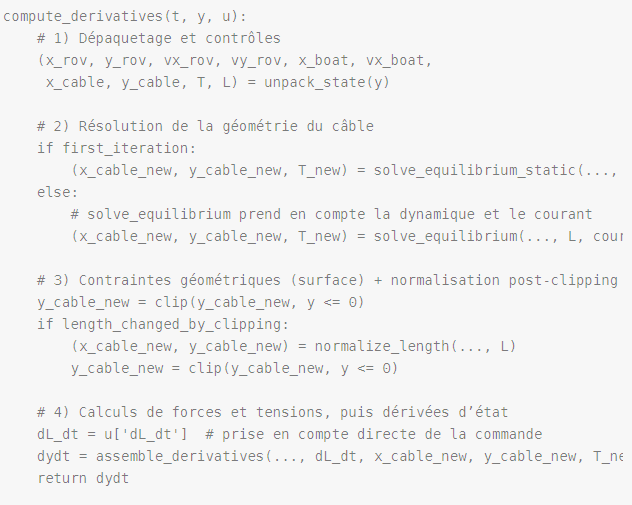 compute_derivatives(t, y, u):
# 1) Dépaquetage et contrôles
(x_rov, y_rov, vx_rov, vy_rov, x_boat, vx_boat,
x_cable, y_cable, T, L) = unpack_state(y)
# 2) Résolution de la géométrie du câble
if first_iteration:
(x_cable_new, y_cable_new, T_new) = solve_equilibrium_static(...,
else:
# solve_equilibrium prend en compte la dynamique et le courant
(x_cable_new, y_cable_new, T_new) = solve_equilibrium(..., L, cour
# 3) Contraintes géométriques (surface) + normalisation post-clipping
y_cable_new = clip(y_cable_new, y <= 0)
if length_changed_by_clipping:
(x_cable_new, y_cable_new) = normalize_length(..., L)
y_cable_new = clip(y_cable_new, y <= 0)
# 4) Calculs de forces et tensions, puis dérivées d’état
dL_dt = u['dL_dt']  # prise en compte directe de la commande
dydt = assemble_derivatives(..., dL_dt, x_cable_new, y_cable_new, T_ne
return dydt